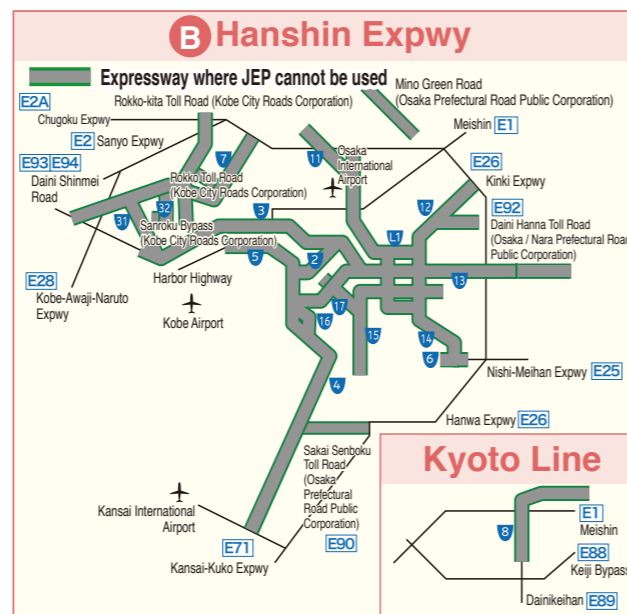 B Hanshin Expwy
Expressway where JEP cannot be used
E2A
Rokko-kita Toll Road (Kobe City Roads Corporation)
Chugoku Expwy
Mino Green Road
(Osaka Prefectural Road Public Corporation)
E2 Sanyo Expwy
Meishin E1
E93 E94
Daini Shinmei
Road
7
11
Osaka
International
Airport
E26
Kinki Expwy
Rokko Toll Road
(Kobe City Roads Corporation)
32
31
3
12
E92
Daini Hanna Toll Road
(Osaka / Nara Prefectural Road
Public Corporation)
Sanroku Bypass
(Kobe City Roads Corporation)
L1
5
2
Harbor Highway
13
E28
Kobe-Awaji-Naruto
Expwy
Kobe Airport
17
16
15
14
6
4
Nishi-Meihan Expwy E25
Hanwa Expwy E26
Sakai Senboku
Toll Road
(Osaka
Prefectural
Road Public
Corporation)
Kansai International
Airport
E71
Kansai-Kuko Expwy
E90
Kyoto Line
8
E1
Meishin
E88
Keiji Bypass
Dainikeihan E89